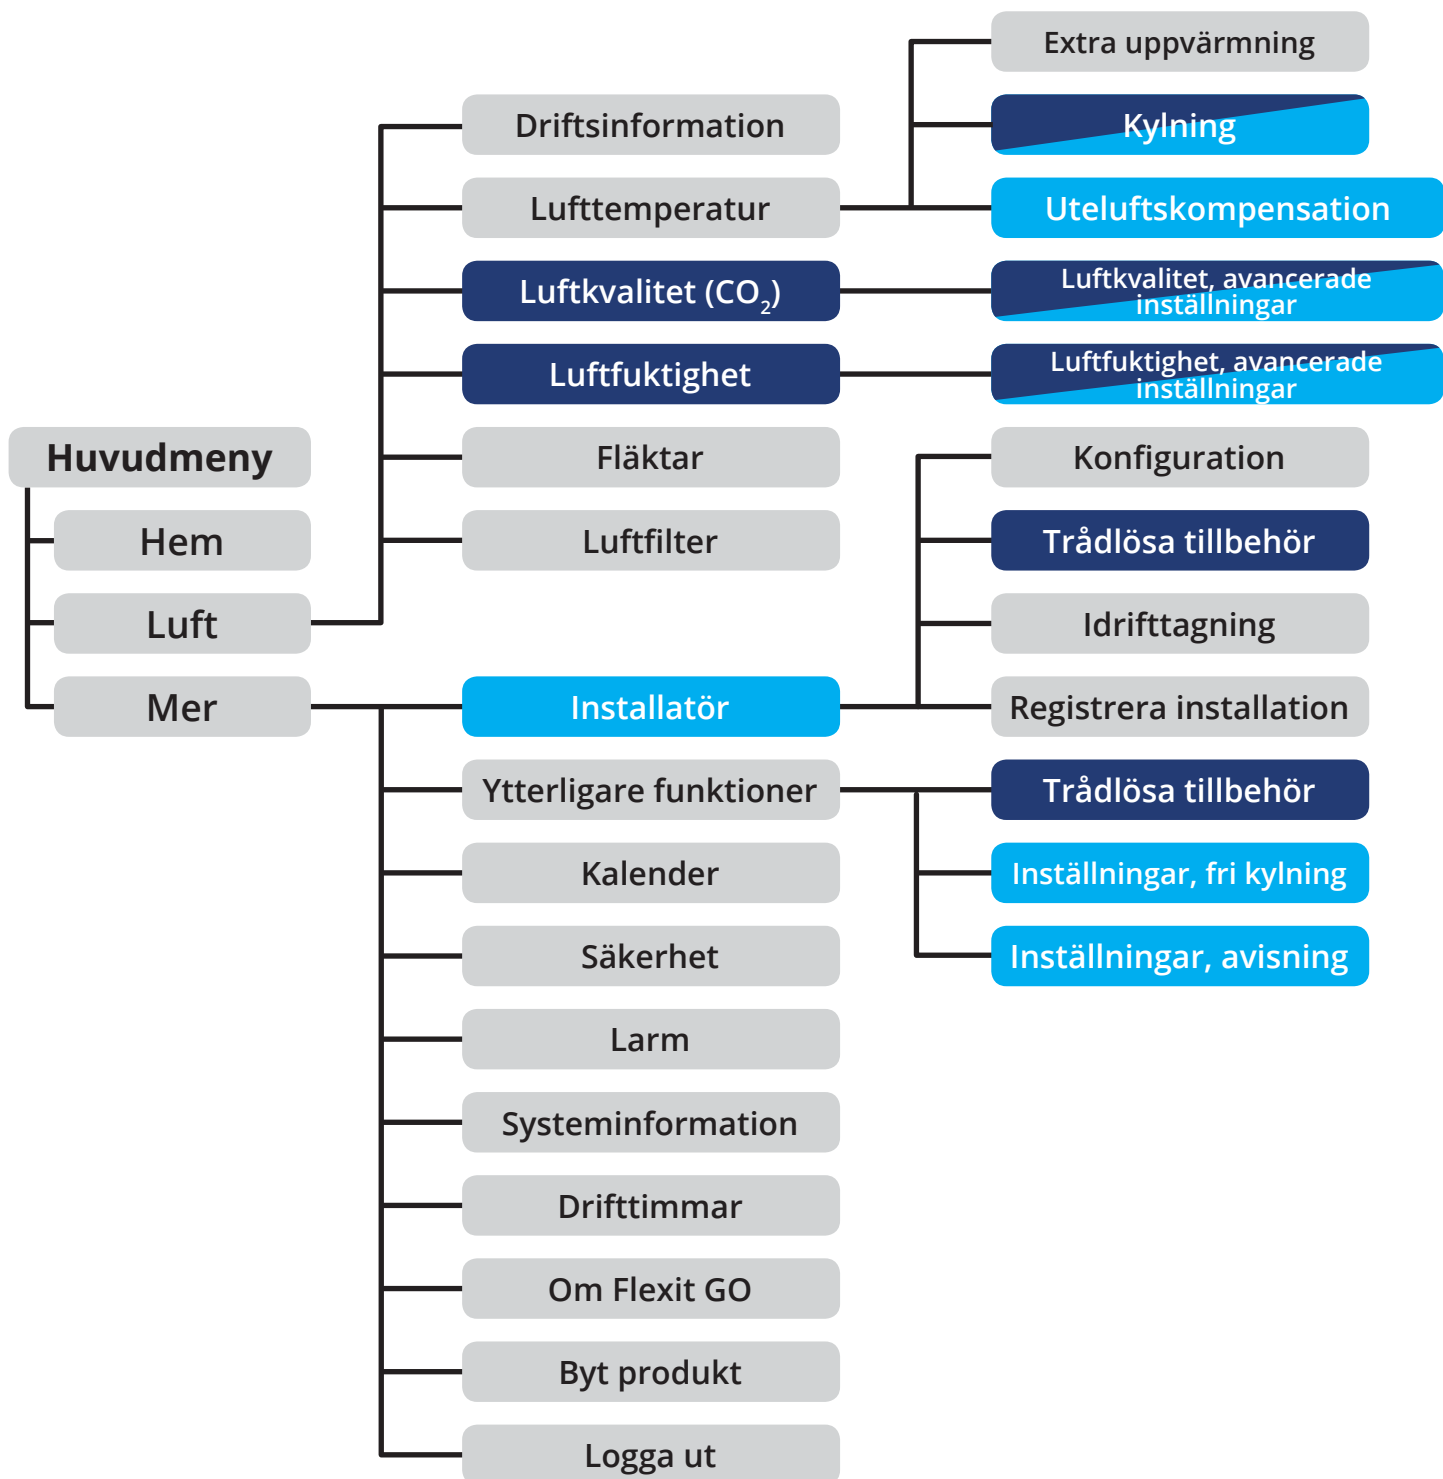 Huvudmeny
Hem
Luft
Mer
Driftsinformation
Lufttemperatur
Luftkvalitet (CO₂)
Luftfuktighet
Fläktar
Luftfilter
Installatör
Ytterligare funktioner
Kalender
Säkerhet
Larm
Systeminformation
Drifttimmar
Om Flexit GO
Byt produkt
Logga ut
Extra uppvärmning
Kylning
Uteluftskompensation
Luftkvalitet, avancerade
inställningar
Luftfuktighet, avancerade
inställningar
Konfiguration
Trådlösa tillbehör
Idrifttagning
Registrera installation
Trådlösa tillbehör
Inställningar, fri kylning
Inställningar, avisning